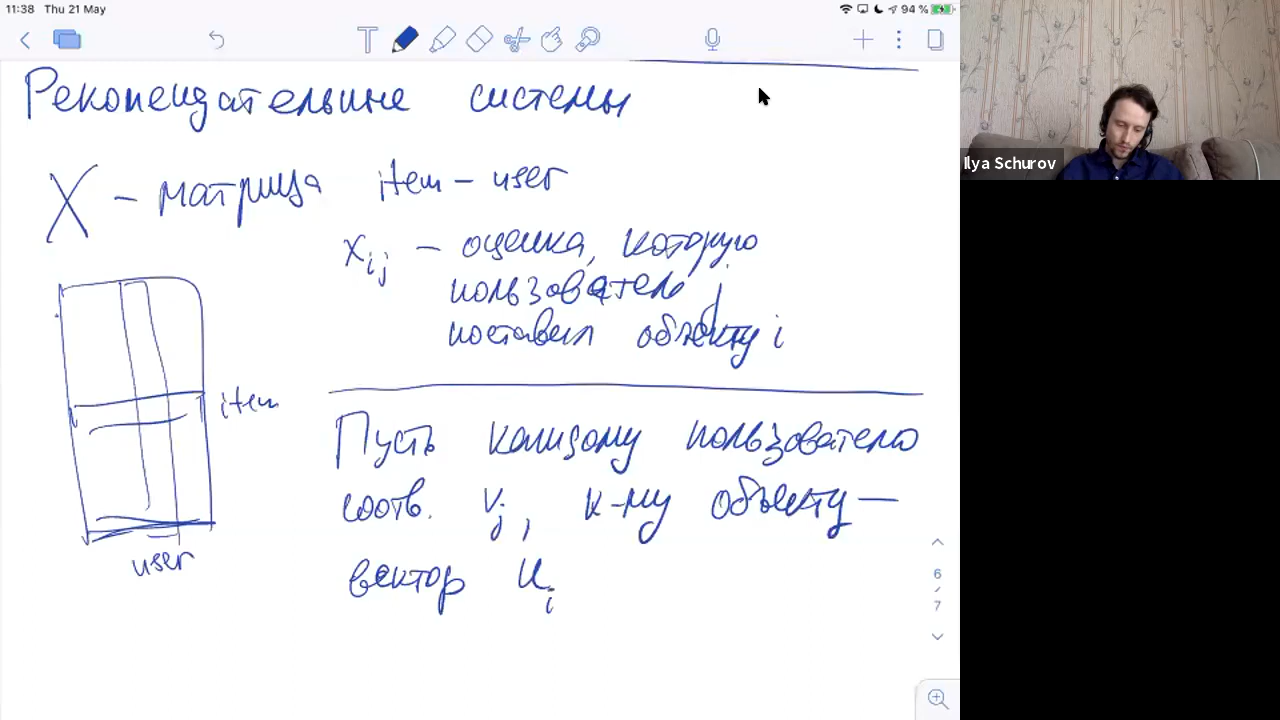 11:38 Thu 21 May
94 %
Рекомендательные системы
X – матрица item – user
x_ij – оценка, которую
пользователь j
поставил объекту i
item
user
Пусть каждому пользователю
соотв. v_j, к-му объекту –
вектор u_i
6
/
7
Ilya Schurov